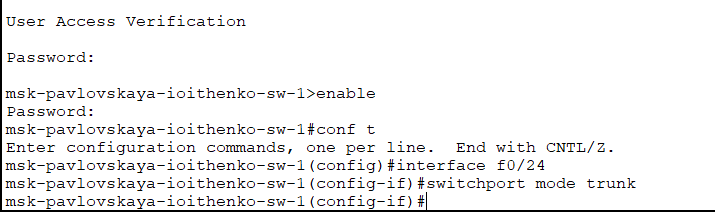 User Access Verification
Password:
msk-pavlovskaya-ioithenko-sw-1>enable
Password:
msk-pavlovskaya-ioithenko-sw-1#conf t
Enter configuration commands, one per line.  End with CNTL/Z.
msk-pavlovskaya-ioithenko-sw-1(config)#interface f0/24
msk-pavlovskaya-ioithenko-sw-1(config-if)#switchport mode trunk
msk-pavlovskaya-ioithenko-sw-1(config-if)#